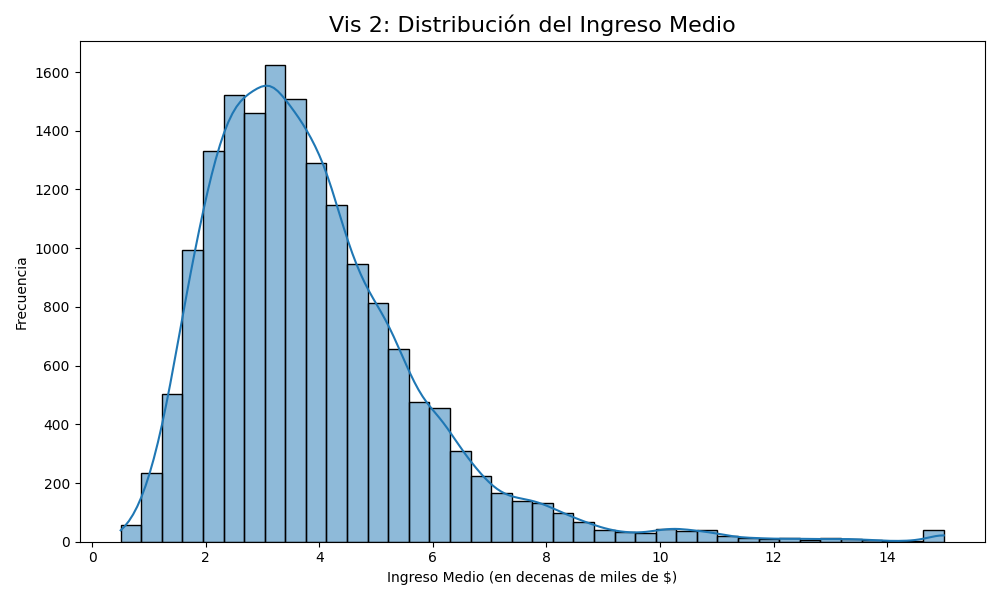 Vis 2: Distribución del Ingreso Medio
1600
1400
1200
1000
800
600
400
200
0
Frecuencia
0 2 4 6 8 10 12 14
Ingreso Medio (en decenas de miles de $)